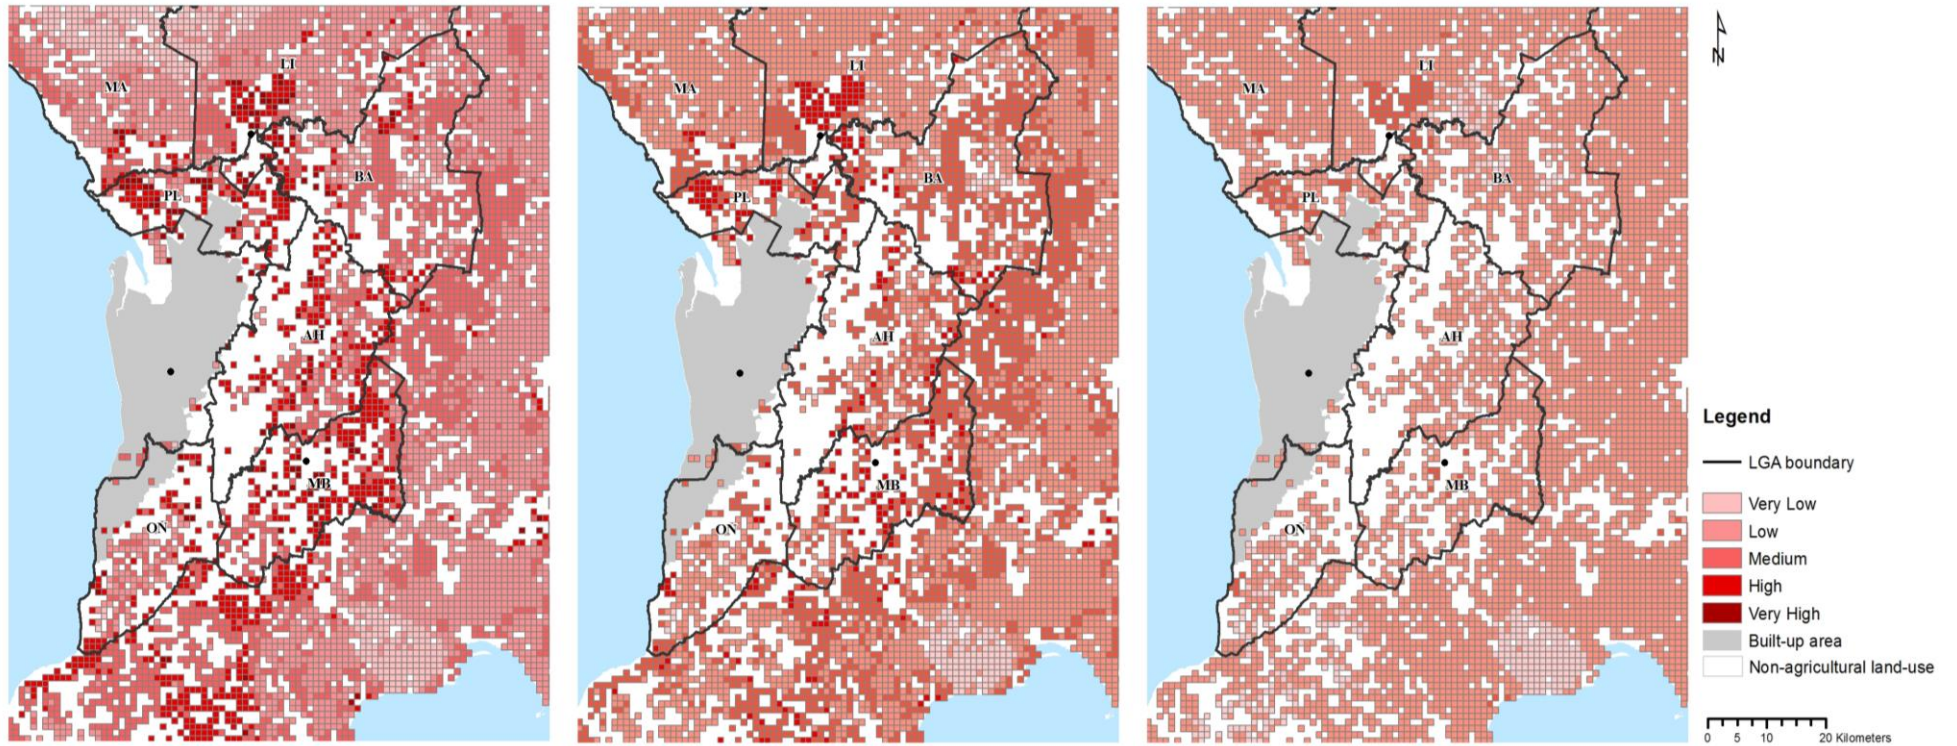 MA
LI
PL
BA
AH
MB
ON
MA
LI
PL
BA
AH
MB
ON
MA
LI
PL
BA
AH
MB
ON
N
Legend
LGA boundary
Very Low
Low
Medium
High
Very High
Built-up area
Non-agricultural land-use
0 5 10 20 Kilometers